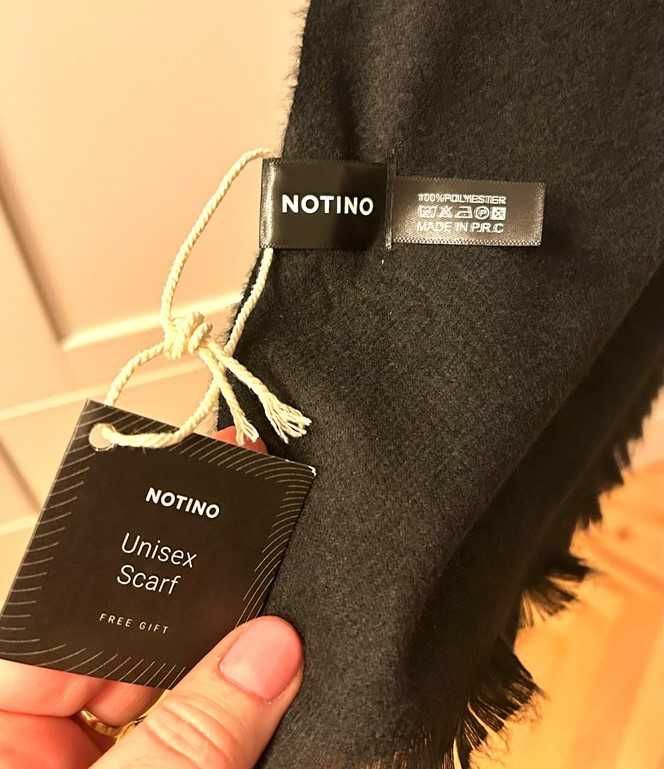 NOTINO
100%POLYESTER
MADE IN P.R.C
NOTINO
Unisex
Scarf
FREE GIFT